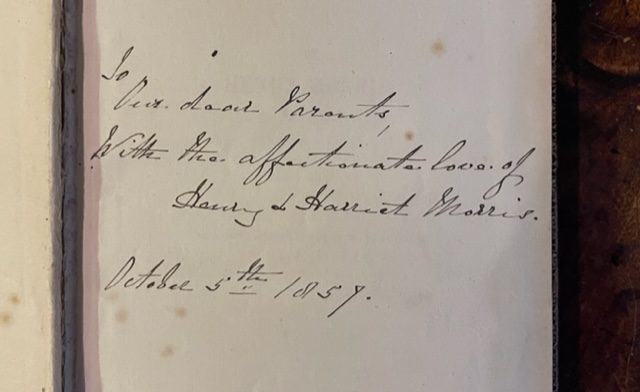 To
Our dear Parents,
With the affectionate love of
Henry & Harriet Morris.
October 5th 1857.